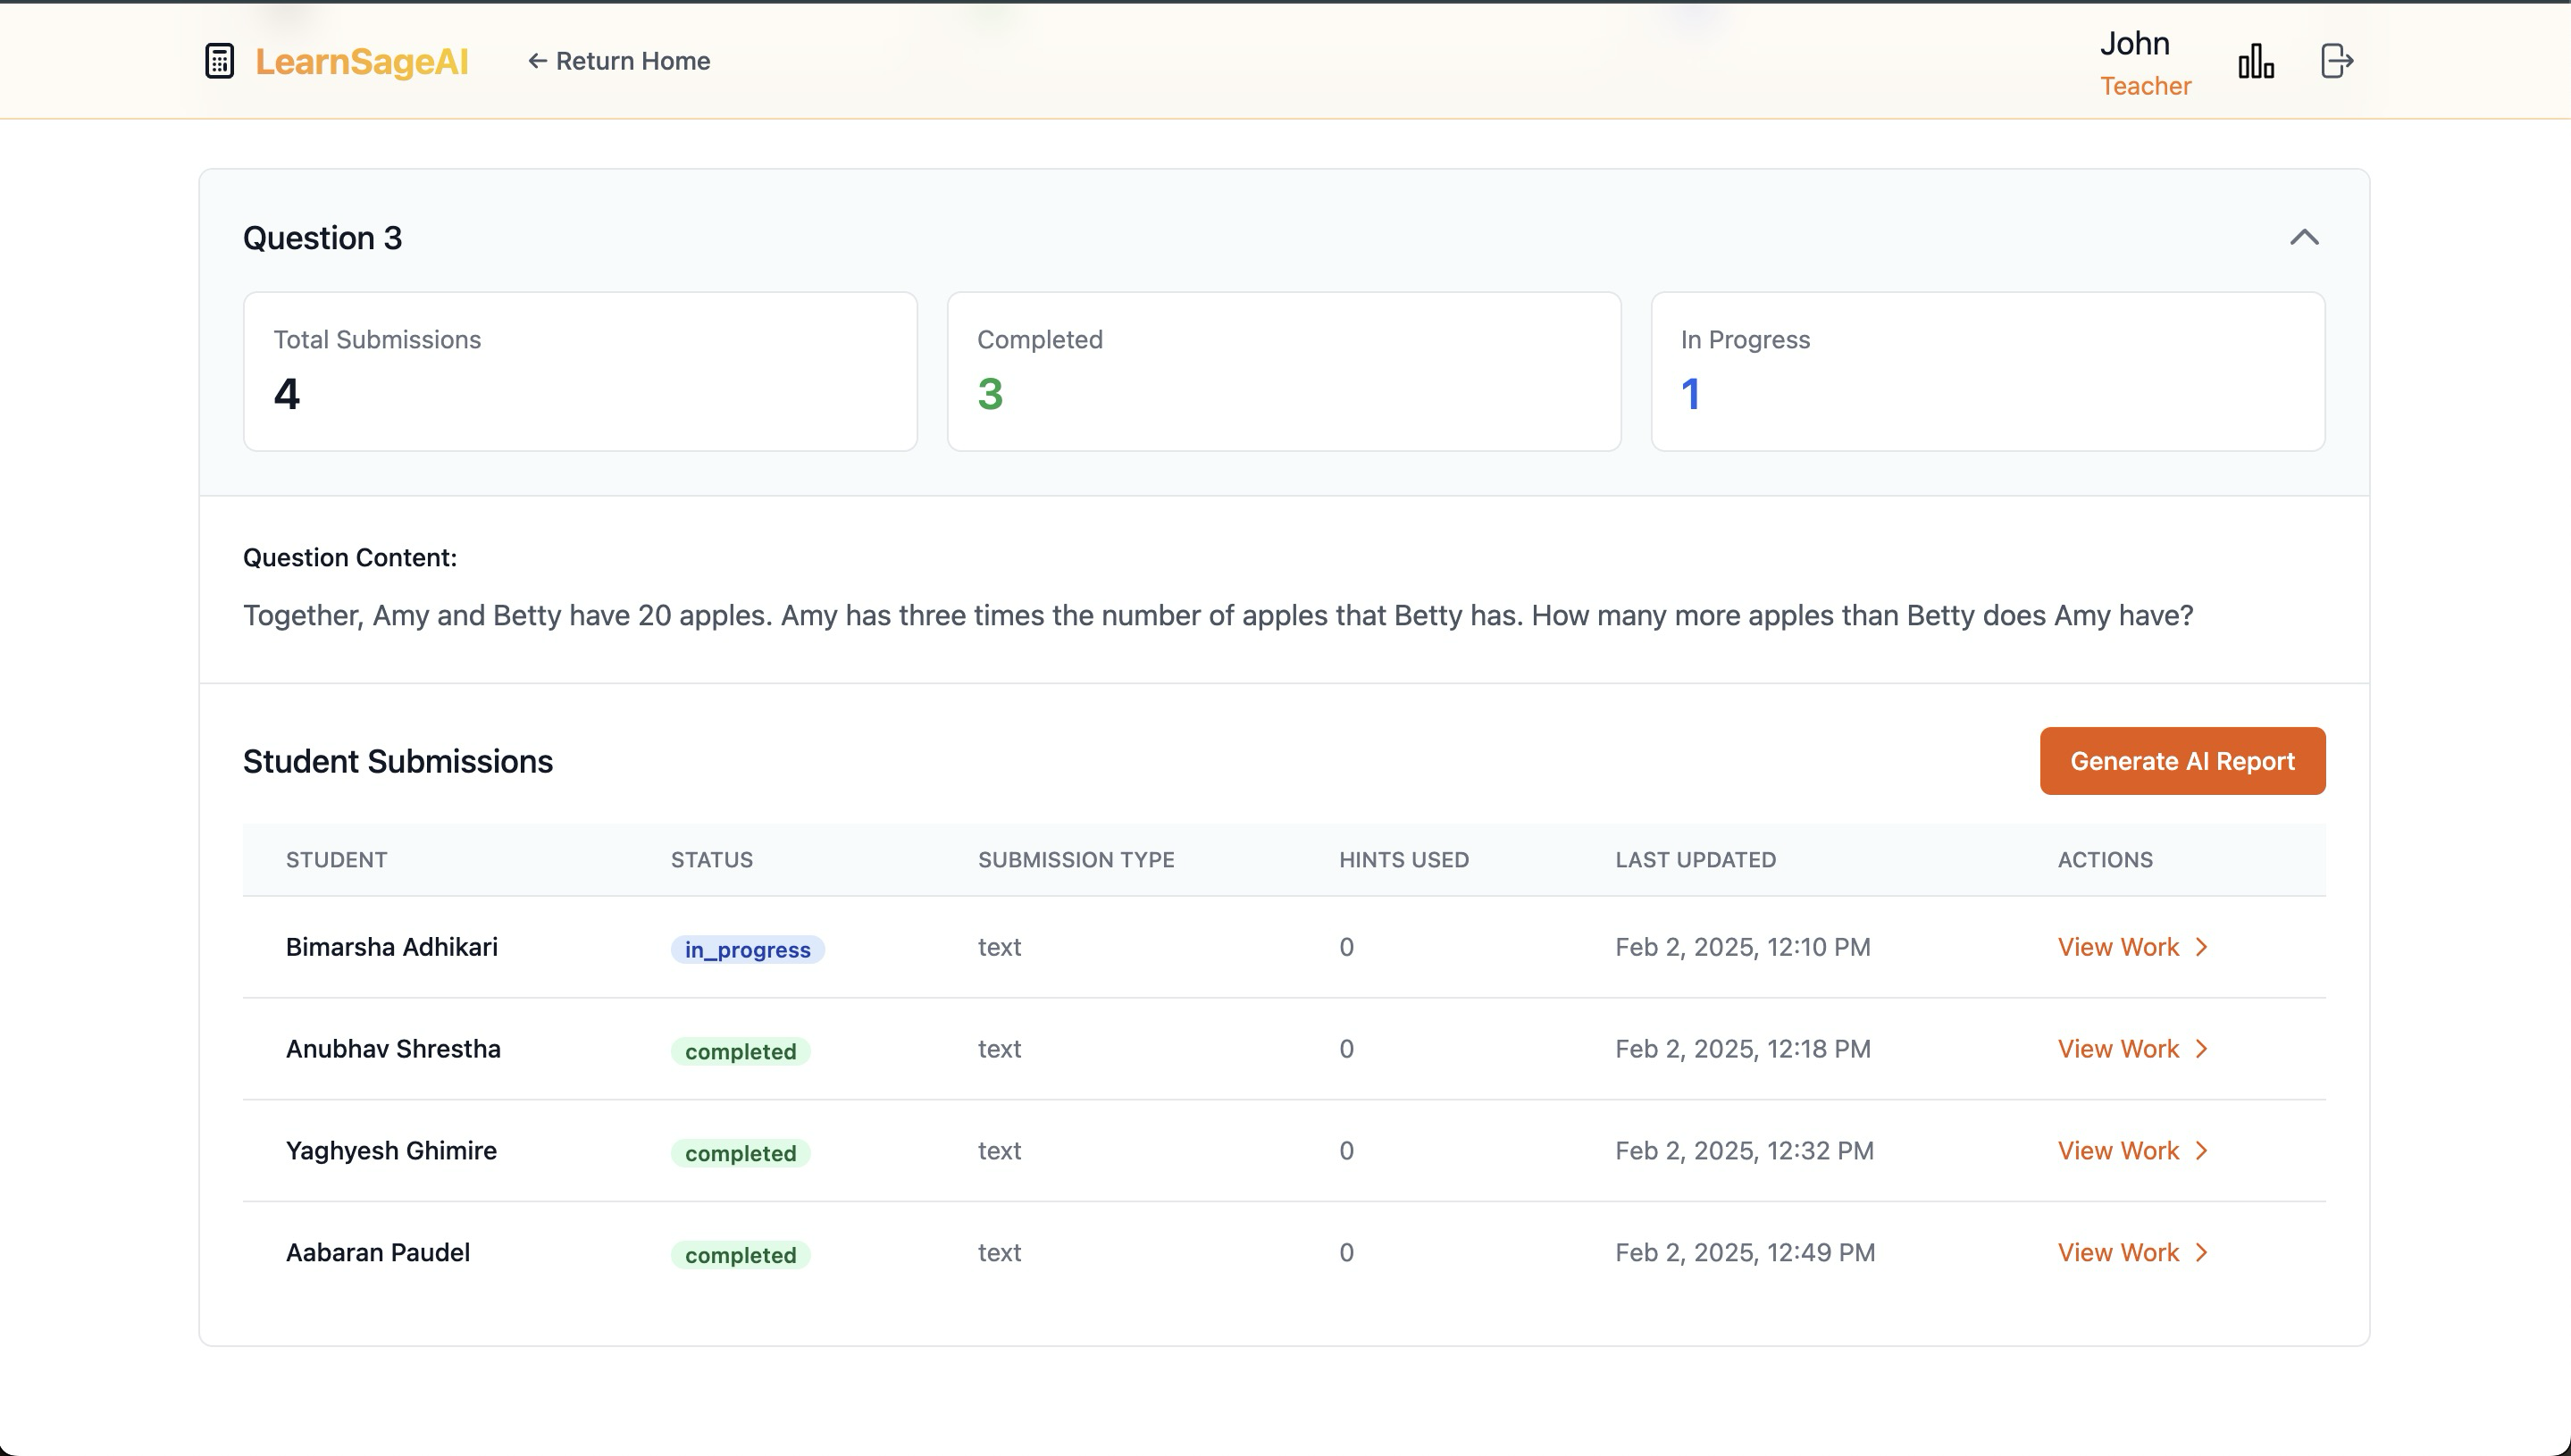 LearnSageAI
← Return Home
John
Teacher
Question 3
Total Submissions
4
Completed
3
In Progress
1
Question Content:
Together, Amy and Betty have 20 apples. Amy has three times the number of apples that Betty has. How many more apples than Betty does Amy have?
Student Submissions
Generate AI Report
STUDENT STATUS SUBMISSION TYPE HINTS USED LAST UPDATED ACTIONS
Bimarsha Adhikari in_progress text 0 Feb 2, 2025, 12:10 PM View Work >
Anubhav Shrestha completed text 0 Feb 2, 2025, 12:18 PM View Work >
Yaghyesh Ghimire completed text 0 Feb 2, 2025, 12:32 PM View Work >
Aabaran Paudel completed text 0 Feb 2, 2025, 12:49 PM View Work >